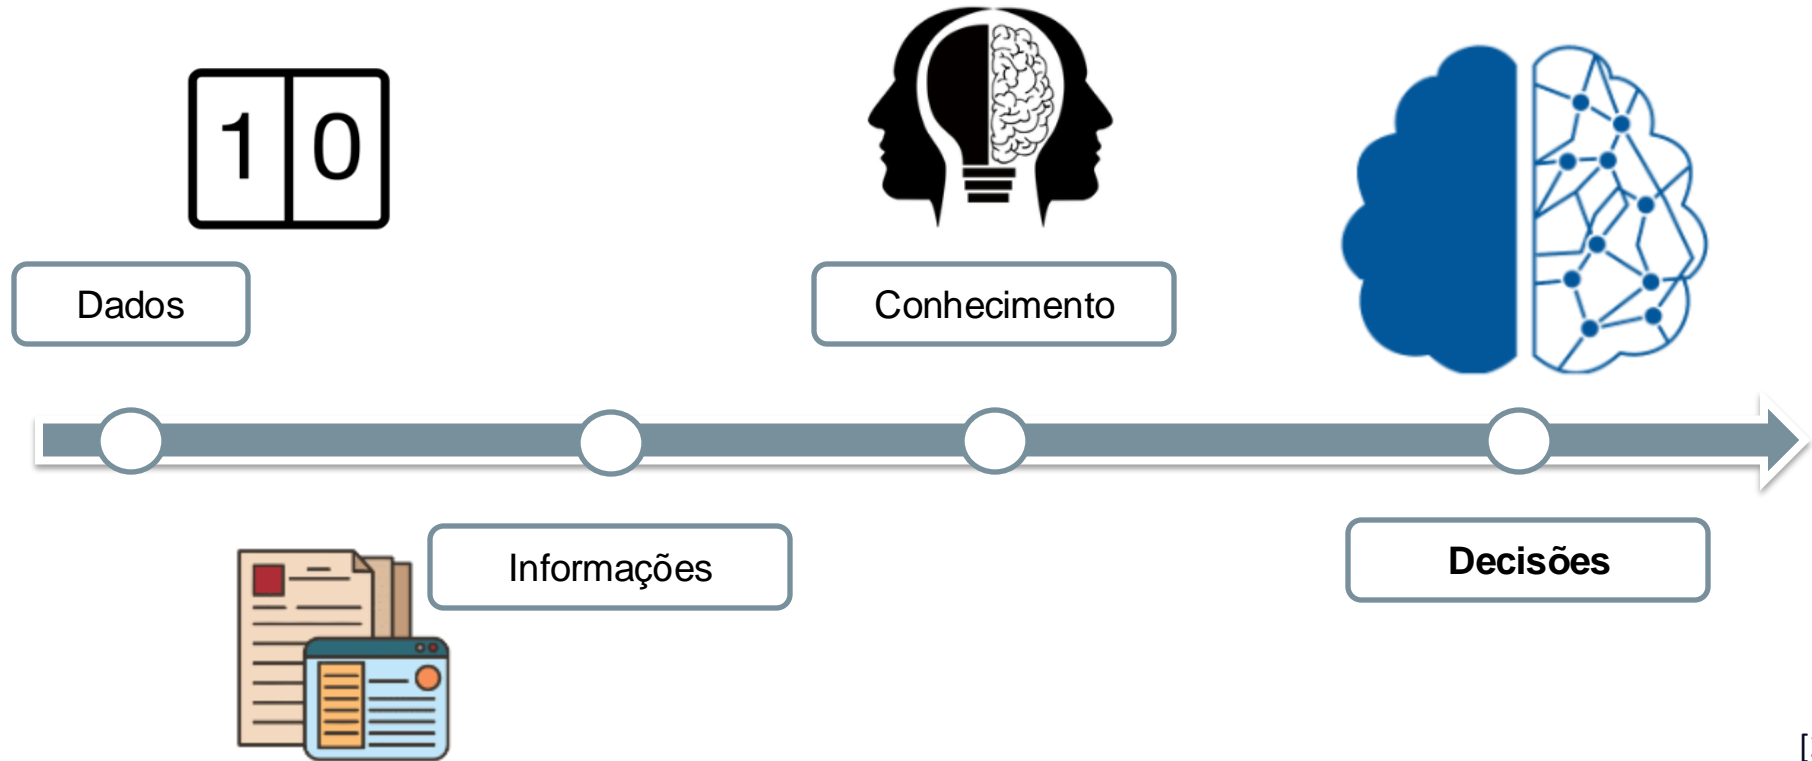 1 0
Dados
Conhecimento
Informações
Decisões